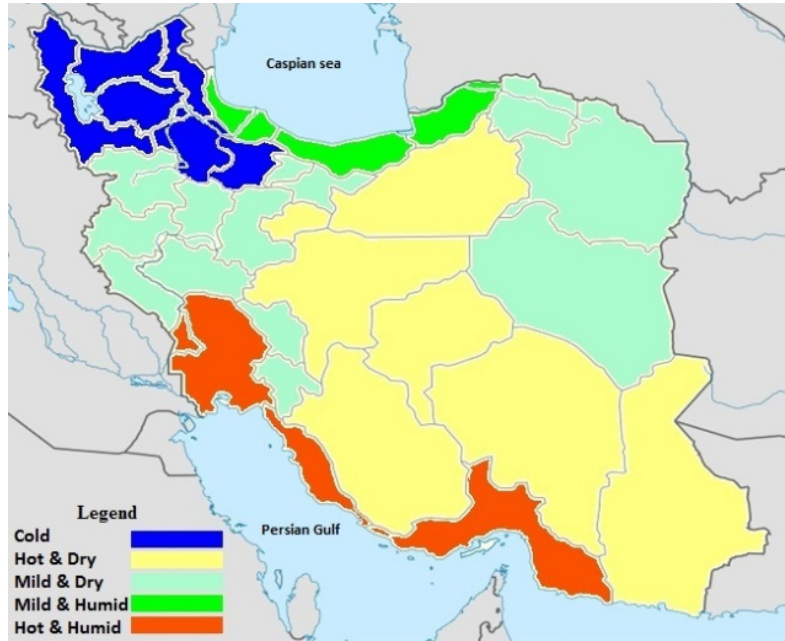 Caspian sea
Persian Gulf
Legend
Cold
Hot & Dry
Mild & Dry
Mild & Humid
Hot & Humid